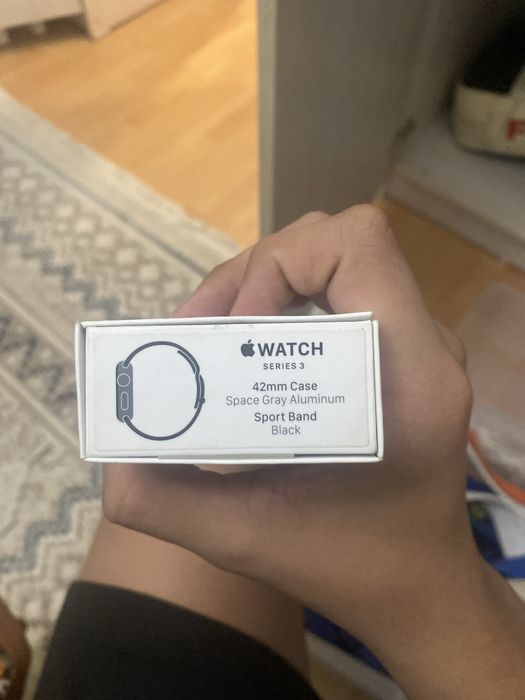 WATCH
SERIES 3
42mm Case
Space Gray Aluminum
Sport Band
Black